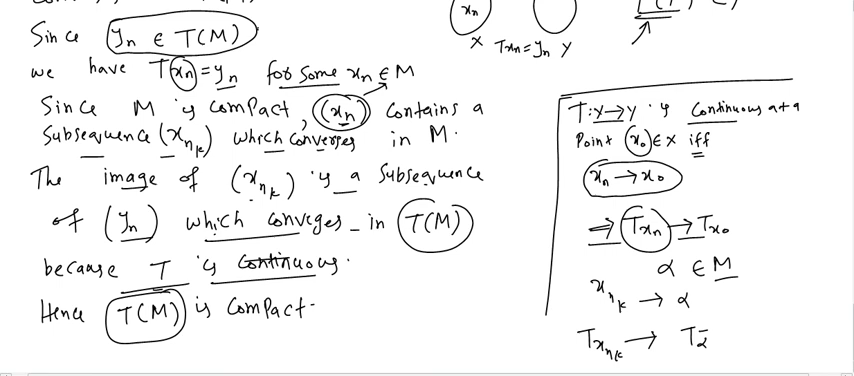 xn
X Txn=yn Y
Since yn ∈ T(M)
we have Txn=yn for some xn∈M
Since M is compact, (xn) contains a
Subsequence (xnk) which converges in M.
The image of (xnk) is a Subsequence
of (yn) which conveges in T(M)
because T is continuous.
Hence T(M) is compact.
T:X→Y is continuous at a
Point x0∈X iff
xn→x0
⇒ Txn→Tx0
α ∈ M
xnk → α
Txnk → Tα